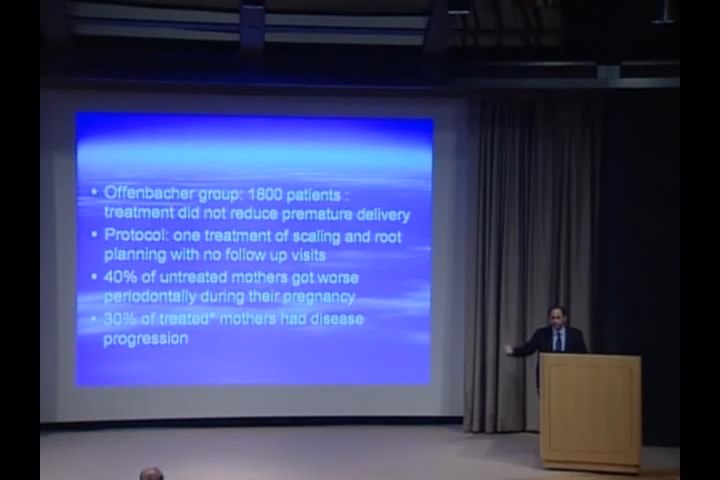 • Offenbacher group: 1800 patients :
treatment did not reduce premature delivery
• Protocol: one treatment of scaling and root
planning with no follow up visits
• 40% of untreated mothers got worse
periodontally during their pregnancy
• 30% of treated* mothers had disease
progression